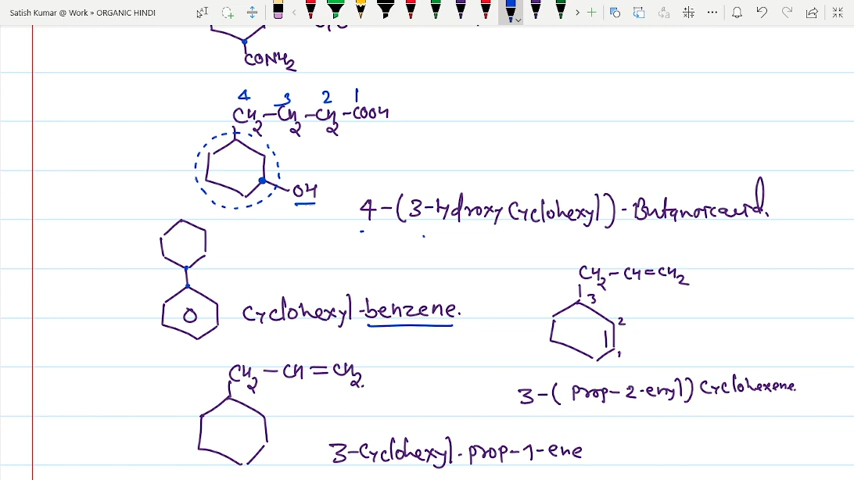 Satish Kumar @ Work » ORGANIC HINDI
CONH2
4 3 2 1
CH2-CH2-CH2-COOH
OH
4-(3-Hydroxy Cyclohexyl)-Butanoic acid.
CH2-CH=CH2
3
2
1
Cyclohexyl-benzene.
CH2-CH=CH2.
3-(prop-2-enyl) Cyclohexene.
3-Cyclohexyl-prop-1-ene